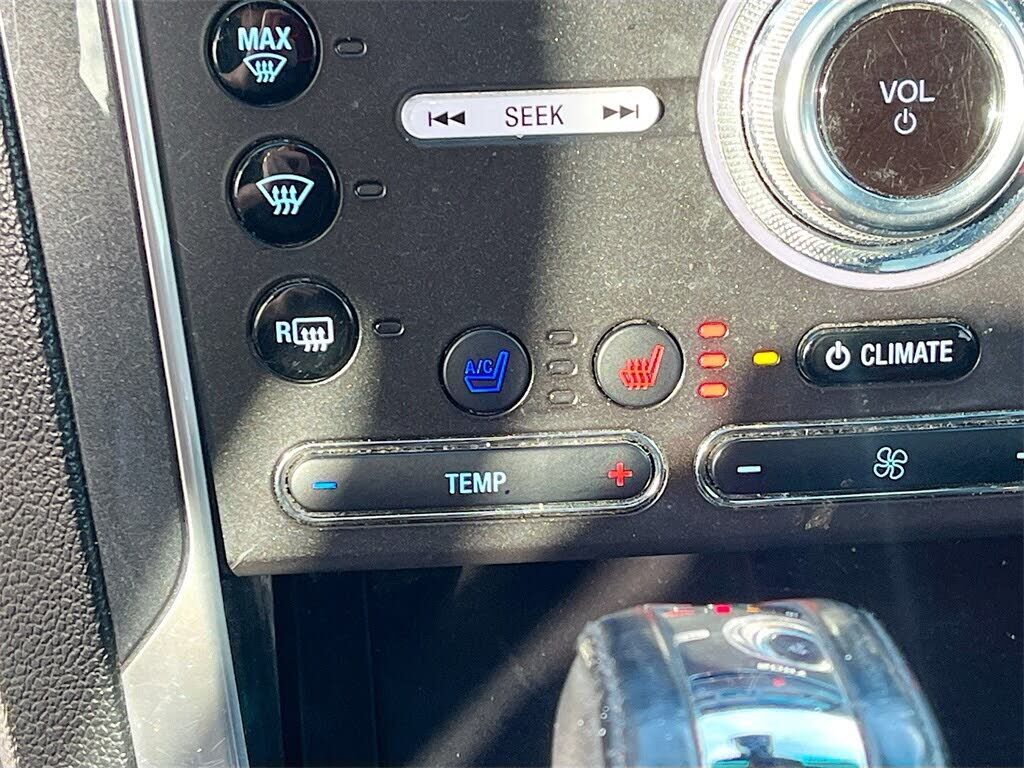 MAX
VOL
SEEK
R
A/C
CLIMATE
- TEMP +
-